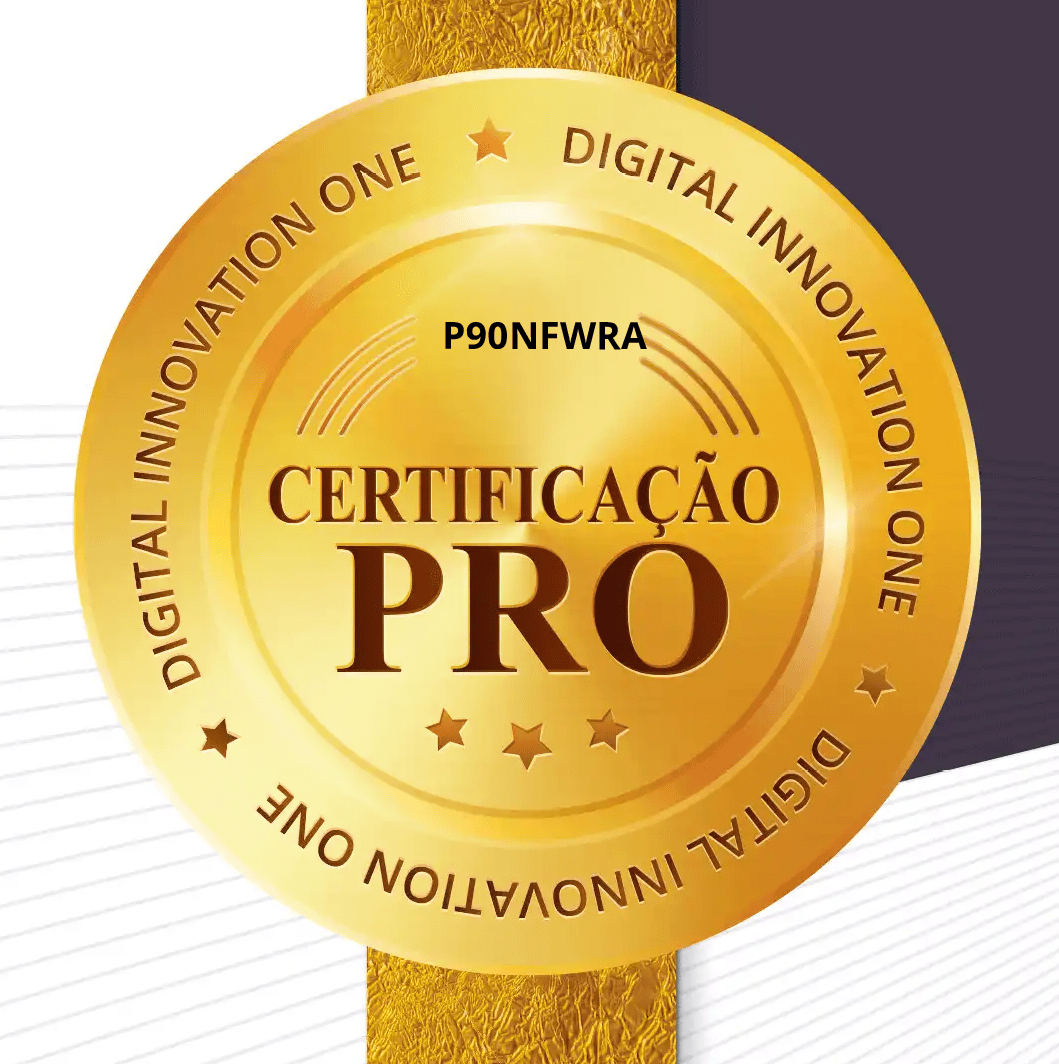 DIGITAL INNOVATION ONE
DIGITAL INNOVATION ONE
P90NFWRA
CERTIFICAÇÃO
PRO
DIGITAL INNOVATION ONE